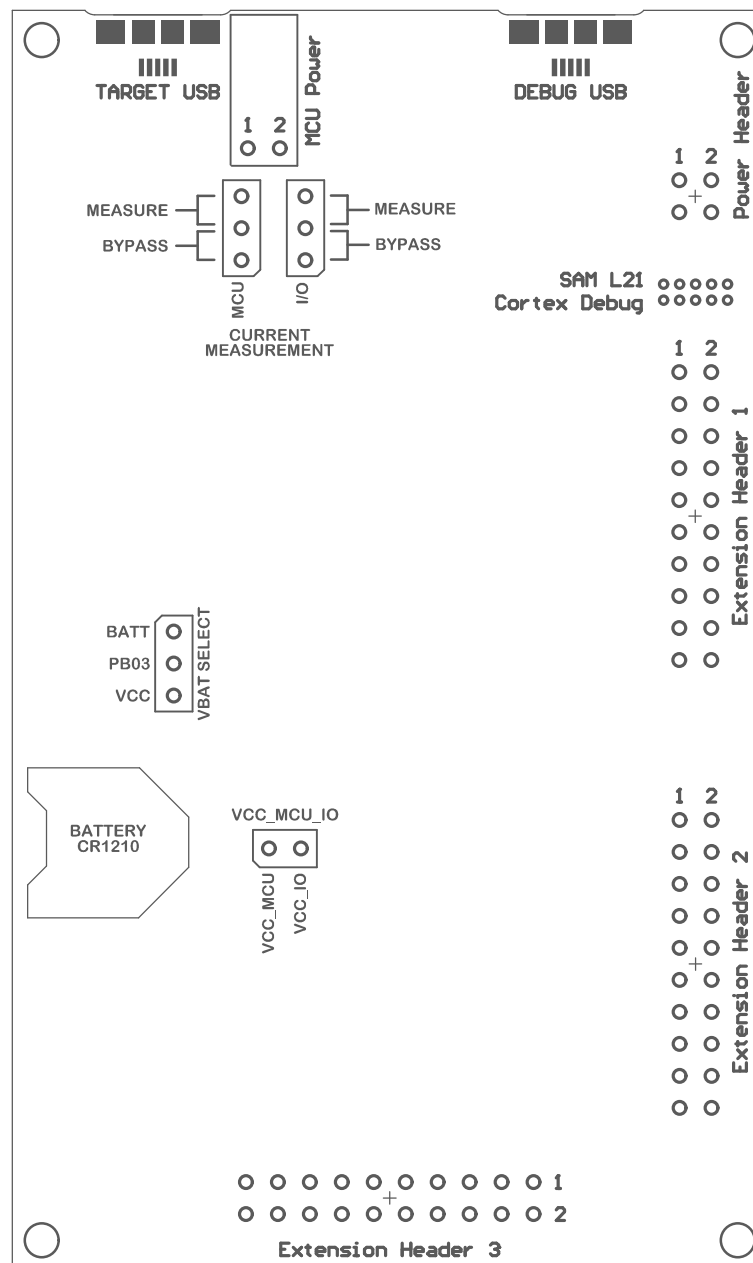 TARGET USB
MCU Power
1 2
DEBUG USB
Power Header
1 2
MEASURE
BYPASS
MEASURE
BYPASS
MCU
I/O
CURRENT
MEASUREMENT
SAM L21
Cortex Debug
1 2
Extension Header 1
BATT
PB03
VCC
VBAT SELECT
BATTERY
CR1210
VCC_MCU_IO
VCC_MCU
VCC_IO
1 2
Extension Header 2
1
2
Extension Header 3